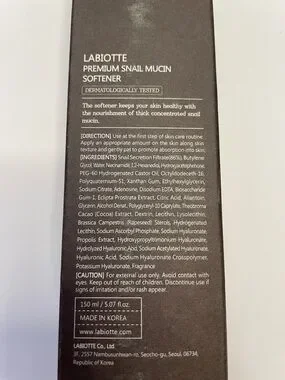 LABIOTTE
PREMIUM SNAIL MUCIN
SOFTENER
DERMATOLOGICALLY TESTED
The softener keeps your skin healthy with
the nourishment of thick concentrated snail
mucin.
[DIRECTION] Use at the first step of skin care routine.
Apply an appropriate amount on the skin along skin
texture and gently pat to promote absorption into skin.
[INGREDIENTS] Snail Secretion Filtrate(86%), Butylene
Glycol, Water, Niacinamide, 1,2-Hexanediol, Hydroxyacetophenone,
PEG-60 Hydrogenated Castor Oil, Octyldodeceth-16,
Polyquaternium-51, Xanthan Gum, Ethylhexylglycerin,
Sodium Citrate, Adenosine, Disodium EDTA, Biosaccharide
Gum-1, Eclipta Prostrata Extract, Citric Acid, Allantoin,
Glycerin, Alcohol Denat., Polyglyceryl-10 Caprylate, Theobroma
Cacao (Cocoa) Extract, Dextrin, Lecithin, Lysolecithin,
Brassica Campestris (Rapeseed) Sterols, Hydrogenated
Lecithin, Sodium Ascorbyl Phosphate, Sodium Hyaluronate,
Propolis Extract, Hydroxypropyltrimonium Hyaluronate,
Hydrolyzed Hyaluronic Acid, Sodium Acetylated Hyaluronate,
Hyaluronic Acid, Sodium Hyaluronate Crosspolymer,
Potassium Hyaluronate, Fragrance
[CAUTION] For external use only. Avoid contact with
eyes. Keep out of reach of children. Discontinue use if
signs of irritation and/or rash appear.
150 ml / 5.07 fl.oz.
MADE IN KOREA
www.labiotte.com
LABIOTTE Co., Ltd.
3F, 2557 Nambusunhwan-ro, Seocho-gu, Seoul, 06734,
Republic of Korea